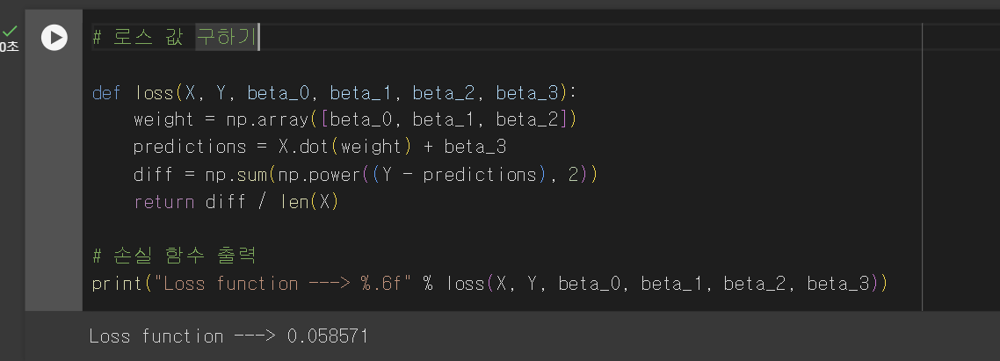 # 로스 값 구하기
0초
def loss(X, Y, beta_0, beta_1, beta_2, beta_3):
    weight = np.array([beta_0, beta_1, beta_2])
    predictions = X.dot(weight) + beta_3
    diff = np.sum(np.power((Y - predictions), 2))
    return diff / len(X)
# 손실 함수 출력
print("Loss function ---> %.6f" % loss(X, Y, beta_0, beta_1, beta_2, beta_3))
Loss function ---> 0.058571